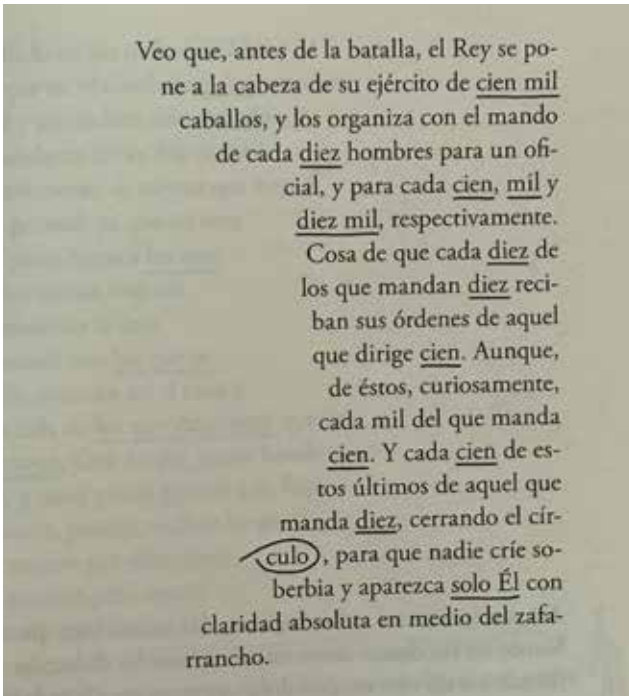 Veo que, antes de la batalla, el Rey se po-
ne a la cabeza de su ejército de cien mil
caballos, y los organiza con el mando
de cada diez hombres para un ofi-
cial, y para cada cien, mil y
diez mil, respectivamente.
Cosa de que cada diez de
los que mandan diez reci-
ban sus órdenes de aquel
que dirige cien. Aunque,
de éstos, curiosamente,
cada mil del que manda
cien. Y cada cien de es-
tos últimos de aquel que
manda diez, cerrando el cír-
culo, para que nadie críe so-
berbia y aparezca solo Él con
claridad absoluta en medio del zafa-
rrancho.